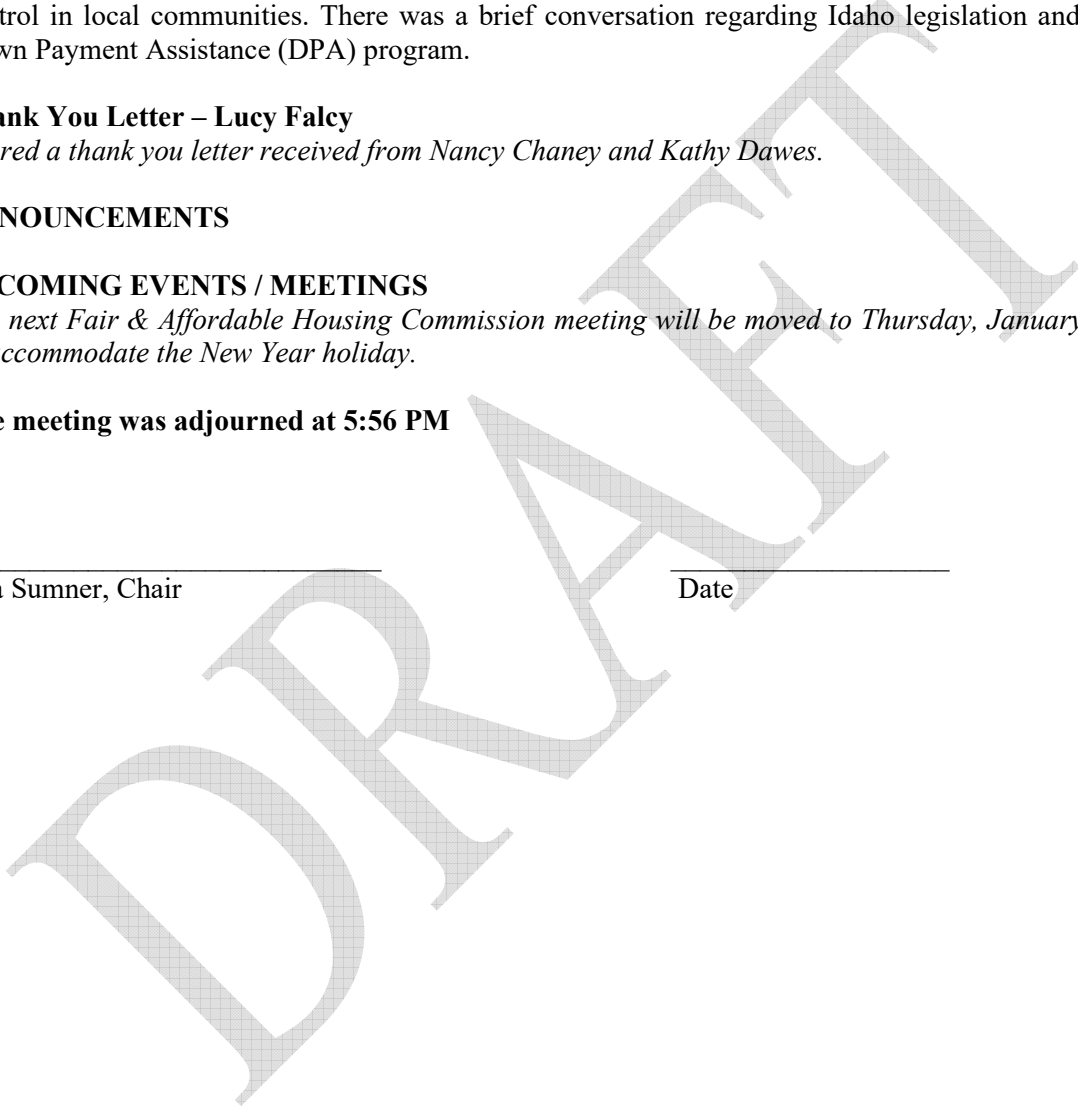 trol in local communities. There was a brief conversation regarding Idaho legislation and
wn Payment Assistance (DPA) program.
ank You Letter – Lucy Falcy
red a thank you letter received from Nancy Chaney and Kathy Dawes.
NOUNCEMENTS
COMING EVENTS / MEETINGS
next Fair & Affordable Housing Commission meeting will be moved to Thursday, January
accommodate the New Year holiday.
e meeting was adjourned at 5:56 PM
a Sumner, Chair Date
DRAFT